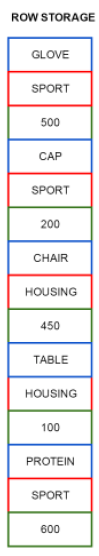 ROW STORAGE
GLOVE
SPORT
500
CAP
SPORT
200
CHAIR
HOUSING
450
TABLE
HOUSING
100
PROTEIN
SPORT
600